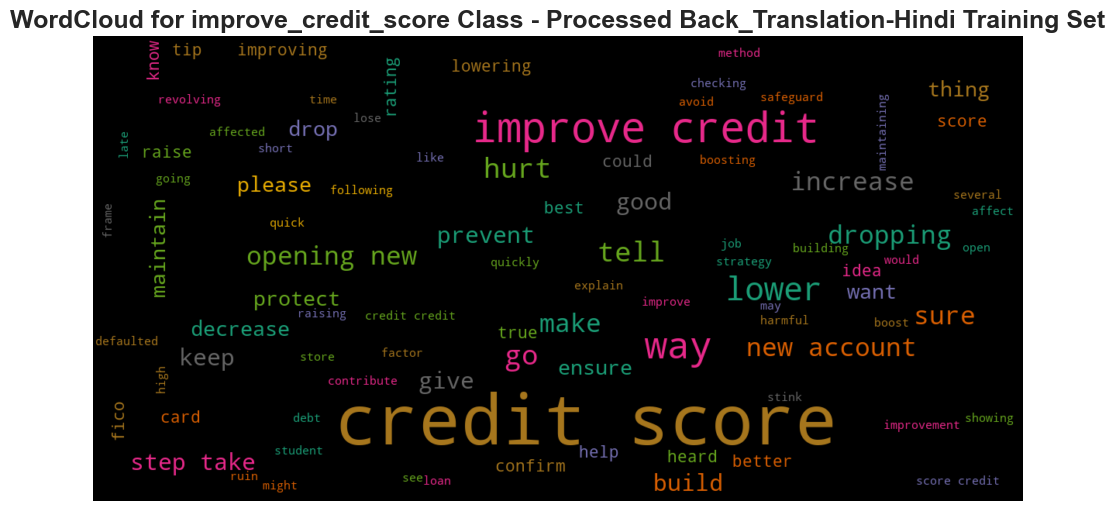 WordCloud for improve_credit_score Class - Processed Back_Translation-Hindi Training Set
know
tip
improving
lowering
method
rating
checking
thing
revolving
time
avoid
safeguard
lose
improve credit
score
late
affected
drop
short
maintaining
raise
like
hurt
could
boosting
going
please
following
increase
several
frame
maintain
quick
best
good
affect
prevent
dropping
opening new
tell
job
building
open
quickly
strategy
would
idea
explain
lower
want
protect
raising
credit credit
improve
may
decrease
true
make
harmful
boost
sure
defaulted
keep
store
factor
go
way
new account
high
contribute
give
ensure
stink
fico
card
debt
credit score
improvement
showing
student
step take
ruin
might
see
loan
confirm
help
heard
better
build
score credit